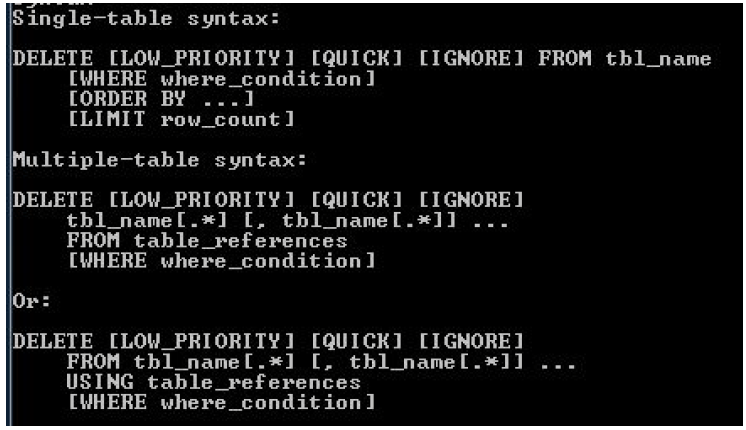 Single-table syntax:
DELETE [LOW_PRIORITY] [QUICK] [IGNORE] FROM tbl_name
[WHERE where_condition]
[ORDER BY ...]
[LIMIT row_count]
Multiple-table syntax:
DELETE [LOW_PRIORITY] [QUICK] [IGNORE]
tbl_name[.*] [, tbl_name[.*]] ...
FROM table_references
[WHERE where_condition]
Or:
DELETE [LOW_PRIORITY] [QUICK] [IGNORE]
FROM tbl_name[.*] [, tbl_name[.*]] ...
USING table_references
[WHERE where_condition]